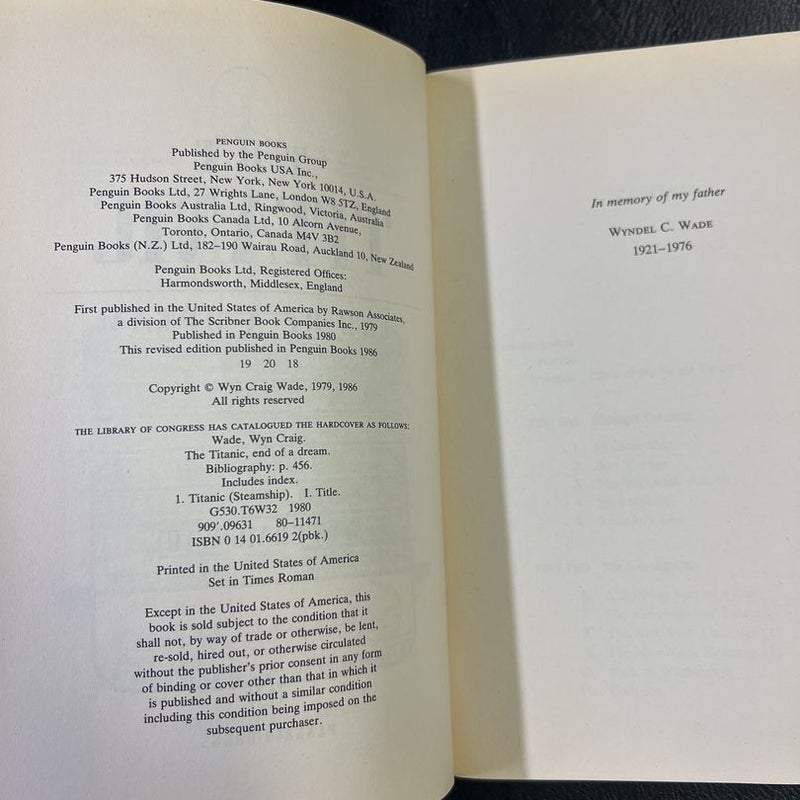 PENGUIN BOOKS
Published by the Penguin Group
Penguin Books USA Inc.,
375 Hudson Street, New York, New York 10014, U.S.A.
Penguin Books Ltd, 27 Wrights Lane, London W8 5TZ, England
Penguin Books Australia Ltd, Ringwood, Victoria, Australia
Penguin Books Canada Ltd, 10 Alcorn Avenue,
Toronto, Ontario, Canada M4V 3B2
Penguin Books (N.Z.) Ltd, 182–190 Wairau Road, Auckland 10, New Zealand
Penguin Books Ltd, Registered Offices:
Harmondsworth, Middlesex, England
First published in the United States of America by Rawson Associates,
a division of The Scribner Book Companies Inc., 1979
Published in Penguin Books 1980
This revised edition published in Penguin Books 1986
19 20 18
Copyright © Wyn Craig Wade, 1979, 1986
All rights reserved
THE LIBRARY OF CONGRESS HAS CATALOGUED THE HARDCOVER AS FOLLOWS:
Wade, Wyn Craig.
The Titanic, end of a dream.
Bibliography: p. 456.
Includes index.
1. Titanic (Steamship). I. Title.
G530.T6W32 1980
909'.09631 80–11471
ISBN 0 14 01.6619 2(pbk.)
Printed in the United States of America
Set in Times Roman
Except in the United States of America, this
book is sold subject to the condition that it
shall not, by way of trade or otherwise, be lent,
re-sold, hired out, or otherwise circulated
without the publisher's prior consent in any form
of binding or cover other than that in which it
is published and without a similar condition
including this condition being imposed on the
subsequent purchaser.
In memory of my father
WYNDEL C. WADE
1921–1976